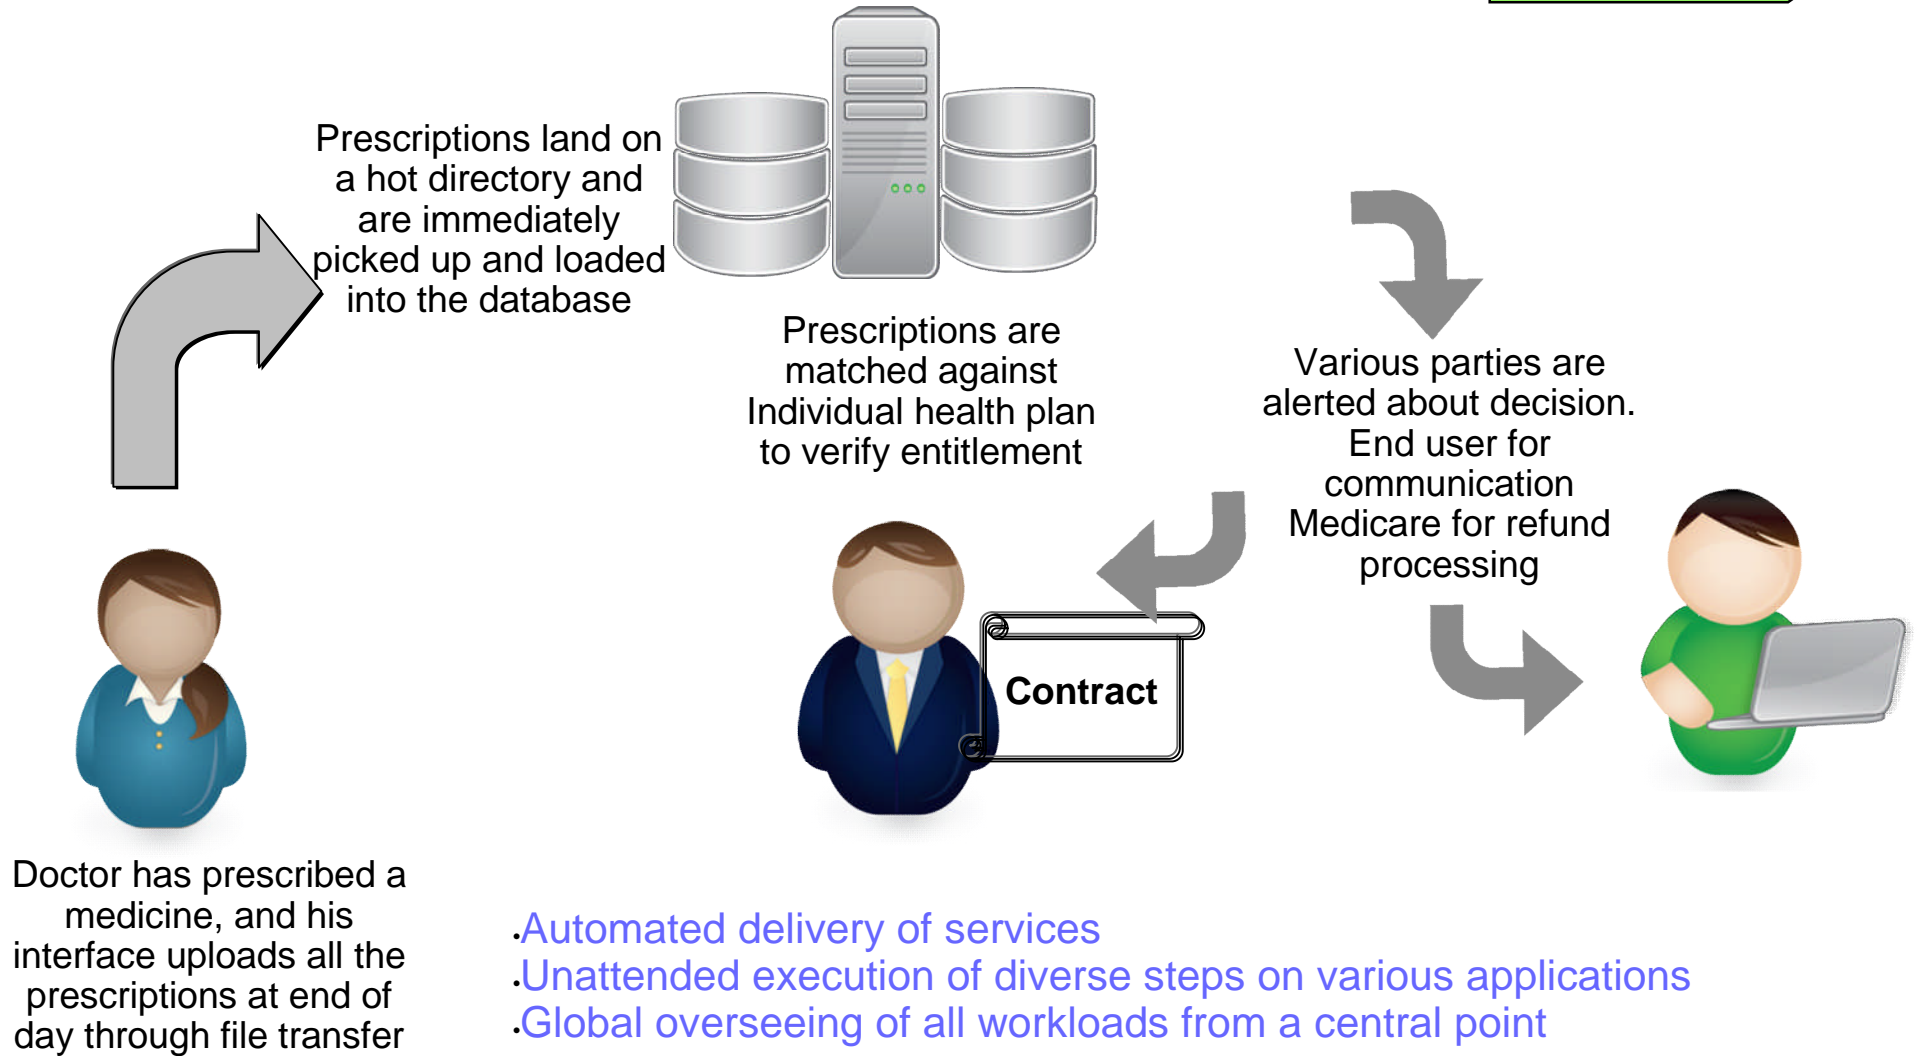 Prescriptions land on
a hot directory and
are immediately
picked up and loaded
into the database
Prescriptions are
matched against
Individual health plan
to verify entitlement
Various parties are
alerted about decision.
End user for
communication
Medicare for refund
processing
Contract
Doctor has prescribed a
medicine, and his
interface uploads all the
prescriptions at end of
day through file transfer
•Automated delivery of services
•Unattended execution of diverse steps on various applications
•Global overseeing of all workloads from a central point